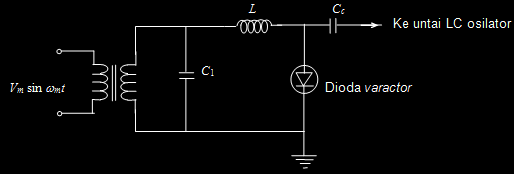 L
Cc
Ke untai LC osilator
C1
Vm sin ωmt
Dioda varactor